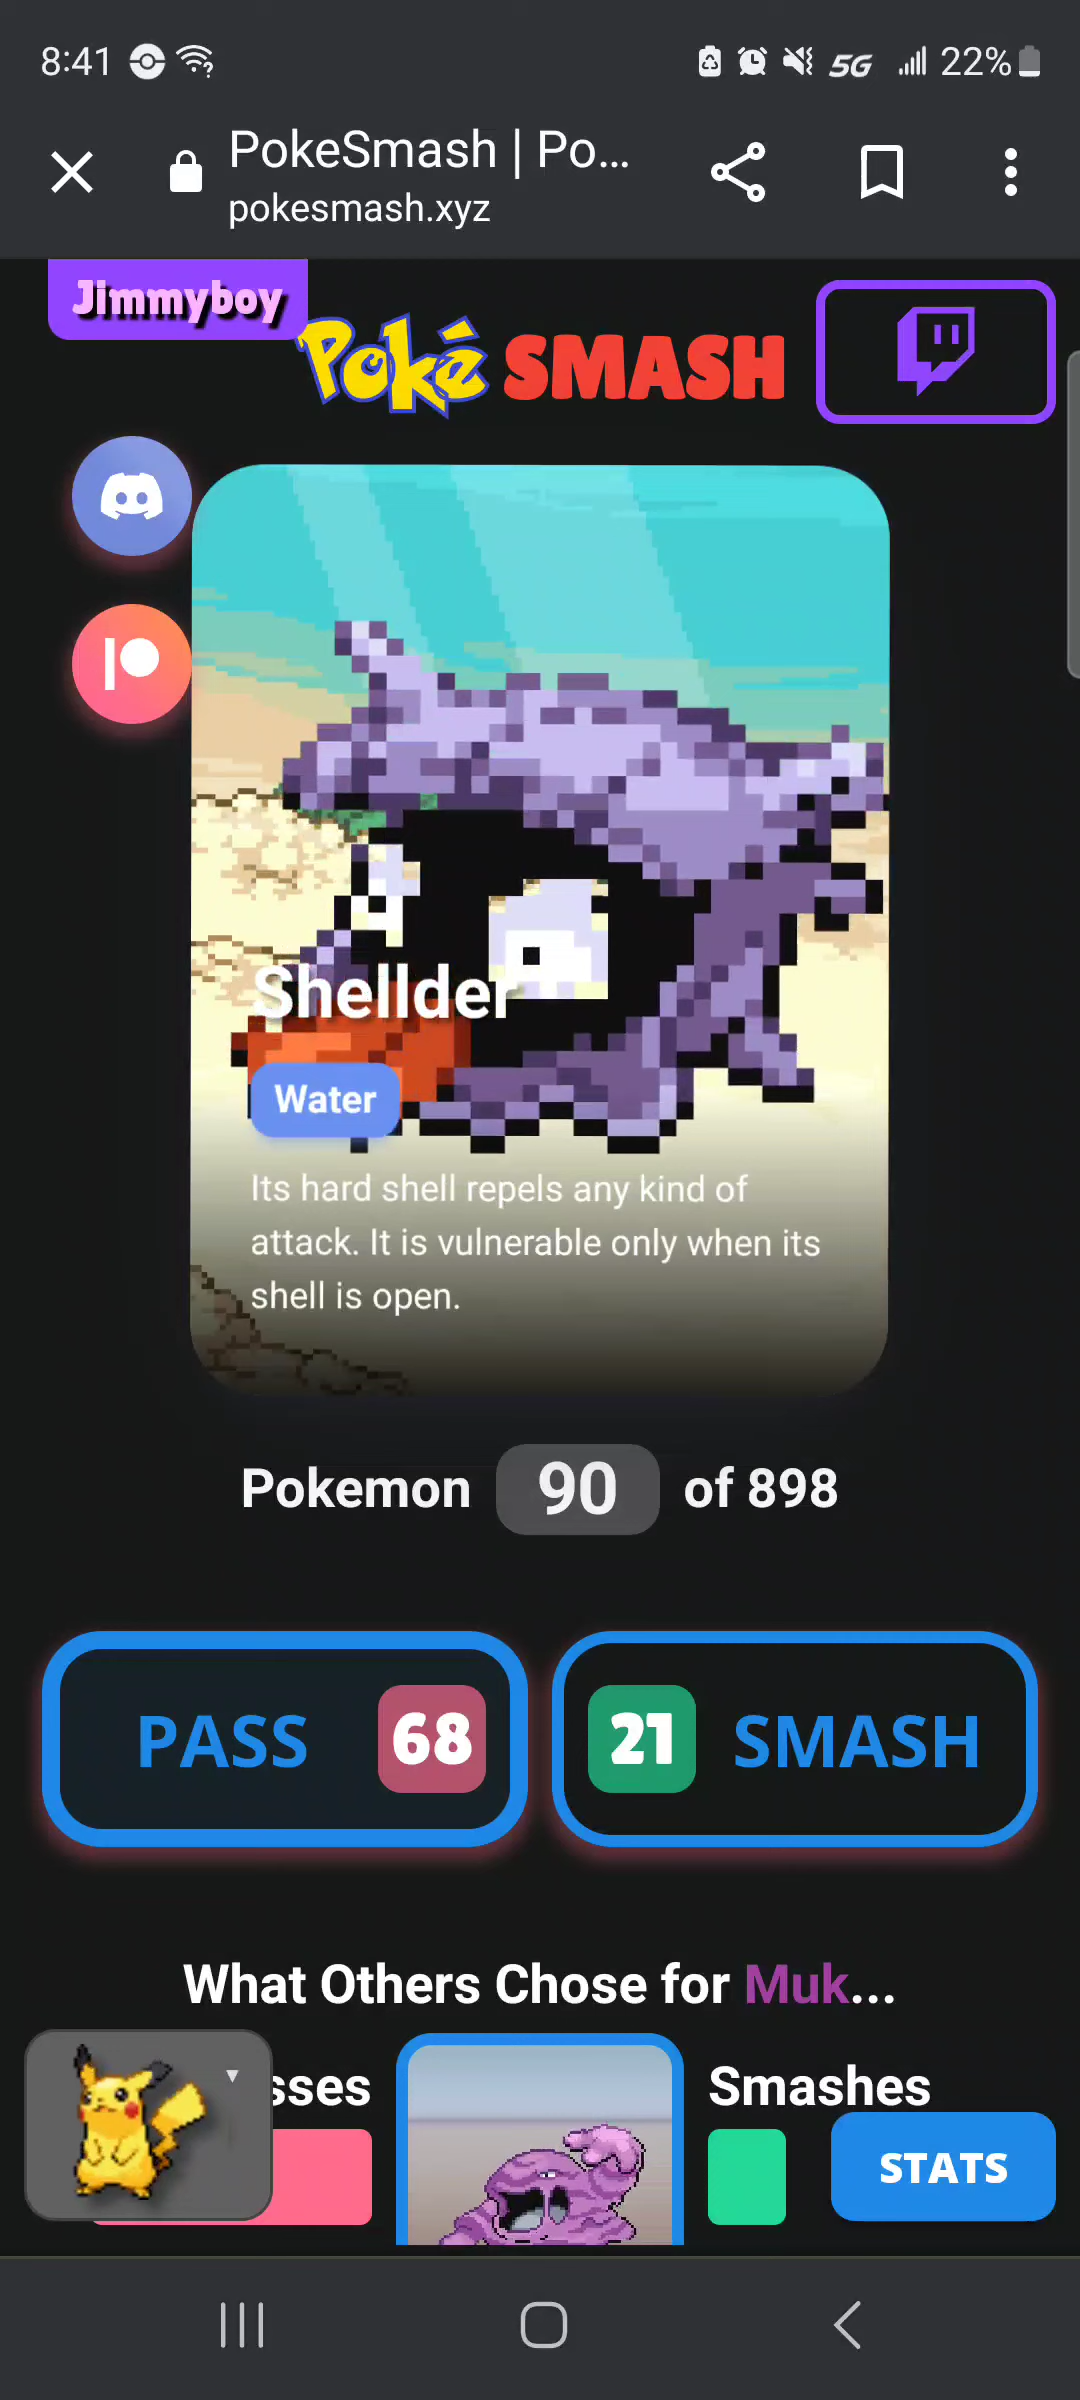 8:41
5G
22%
PokeSmash | Po...
pokesmash.xyz
Jimmyboy
Poké SMASH
Shellder
Water
Its hard shell repels any kind of
attack. It is vulnerable only when its
shell is open.
Pokemon 90 of 898
PASS 68
21 SMASH
What Others Chose for Muk...
sses
Smashes
STATS